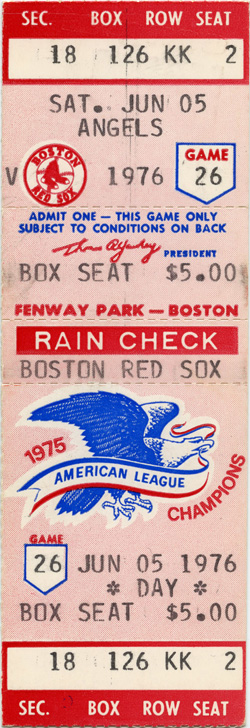 SEC. BOX ROW SEAT
18 126 KK 2
SAT. JUN 05
ANGELS
V BOSTON RED SOX 1976 GAME 26
ADMIT ONE — THIS GAME ONLY
SUBJECT TO CONDITIONS ON BACK
PRESIDENT
BOX SEAT $5.00
FENWAY PARK — BOSTON
RAIN CHECK
BOSTON RED SOX
1975
AMERICAN LEAGUE
CHAMPIONS
GAME
26 JUN 05 1976
* DAY *
BOX SEAT $5.00
18 126 KK 2
SEC. BOX ROW SEAT